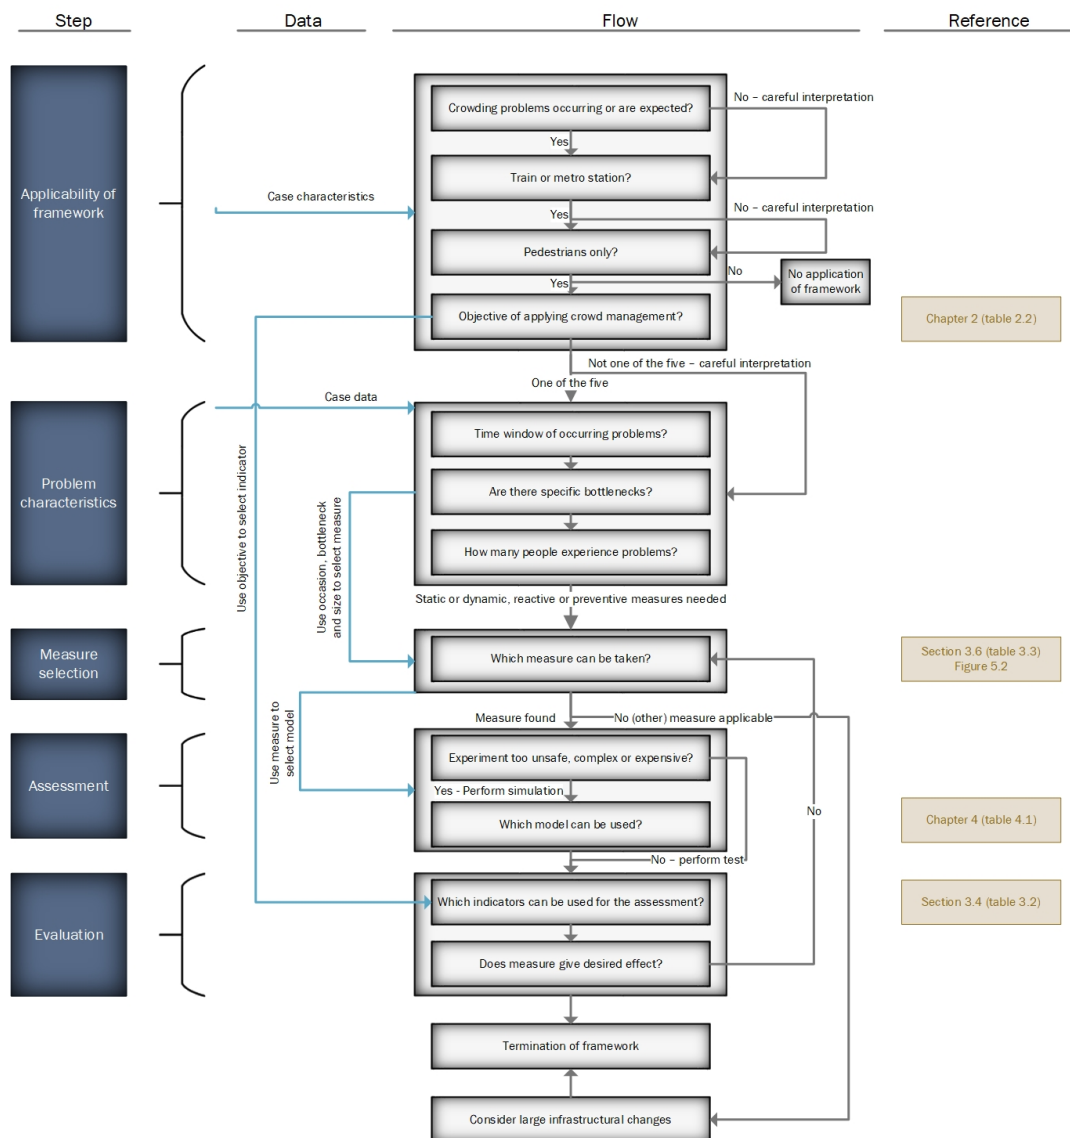 Step
Data
Flow
Reference
Crowding problems occurring or are expected?
No – careful interpretation
Yes
Applicability of
framework
Case characteristics
Train or metro station?
Yes
No – careful interpretation
Pedestrians only?
No
No application
of framework
Yes
Objective of applying crowd management?
Chapter 2 (table 2.2)
Not one of the five – careful interpretation
One of the five
Case data
Time window of occurring problems?
Problem
characteristics
Use objective to select indicator
Use occasion, bottleneck
and size to select measure
Are there specific bottlenecks?
How many people experience problems?
Static or dynamic, reactive or preventive measures needed
Measure
selection
Which measure can be taken?
Section 3.6 (table 3.3)
Figure 5.2
Measure found
No (other) measure applicable
Use measure to
select model
Assessment
Experiment too unsafe, complex or expensive?
Yes - Perform simulation
Which model can be used?
No
Chapter 4 (table 4.1)
No – perform test
Evaluation
Which indicators can be used for the assessment?
Section 3.4 (table 3.2)
Does measure give desired effect?
Termination of framework
Consider large infrastructural changes